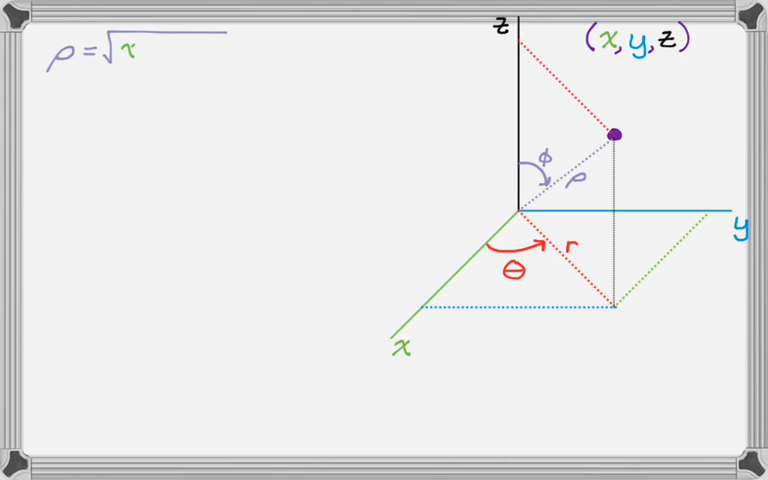 ρ = √x
z
(x, y, z)
ϕ
ρ
y
r
θ
x